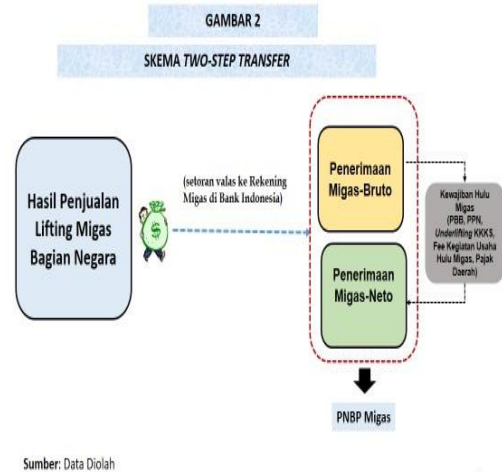 GAMBAR 2
SKEMA TWO-STEP TRANSFER
Hasil Penjualan
Lifting Migas
Bagian Negara
$
(setoran valas ke Rekening
Migas di Bank Indonesia)
Penerimaan
Migas-Bruto
Penerimaan
Migas-Neto
Kewajiban Hulu
Migas
(PBB, PPN,
Underlifting KKKS,
Fee Kegiatan Usaha
Hulu Migas, Pajak
Daerah)
PNBP Migas
Sumber: Data Diolah